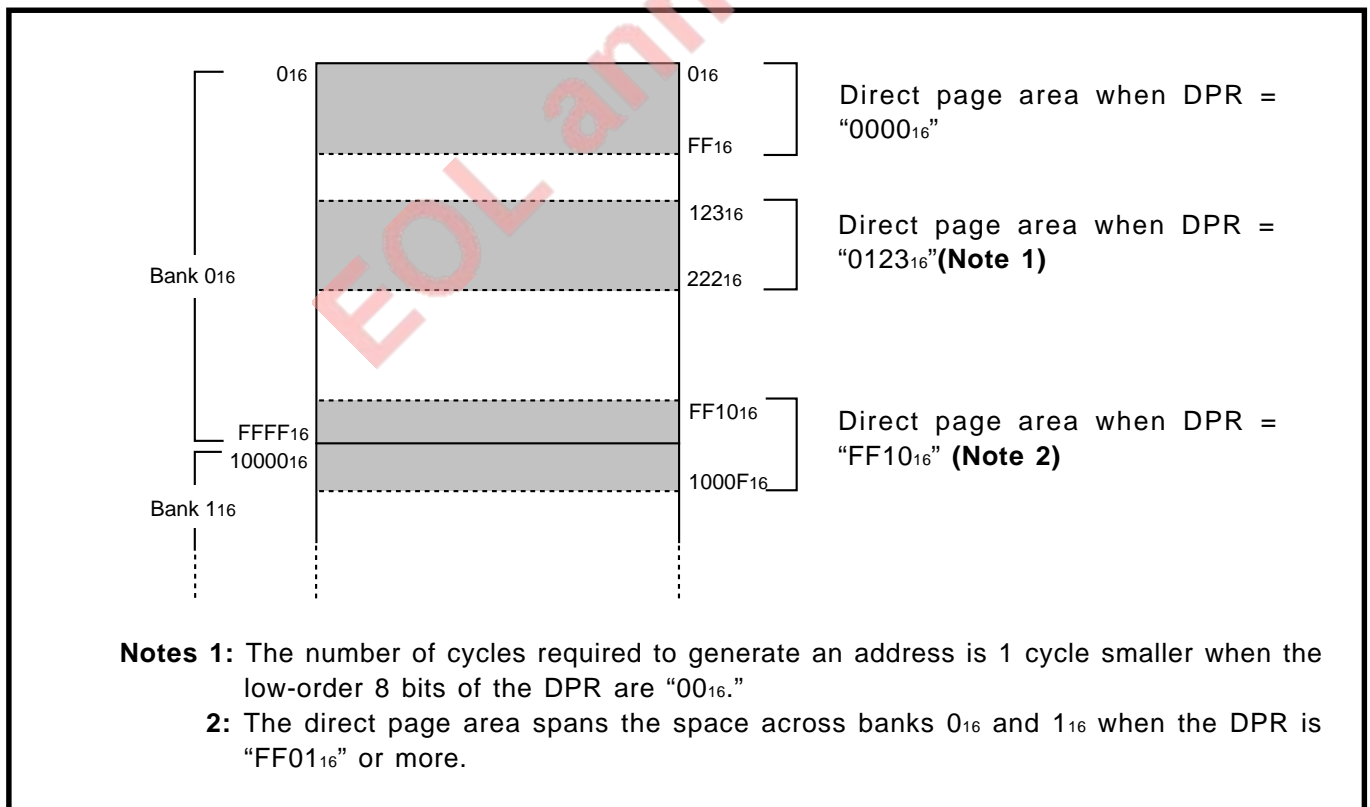 EOL ann
0₁₆
0₁₆
Direct page area when DPR =
“0000₁₆”
FF₁₆
123₁₆
Direct page area when DPR =
“0123₁₆”(Note 1)
Bank 0₁₆
222₁₆
FF10₁₆
Direct page area when DPR =
“FF10₁₆” (Note 2)
FFFF₁₆
10000₁₆
1000F₁₆
Bank 1₁₆
Notes 1: The number of cycles required to generate an address is 1 cycle smaller when the
low-order 8 bits of the DPR are “00₁₆.”
2: The direct page area spans the space across banks 0₁₆ and 1₁₆ when the DPR is
“FF01₁₆” or more.